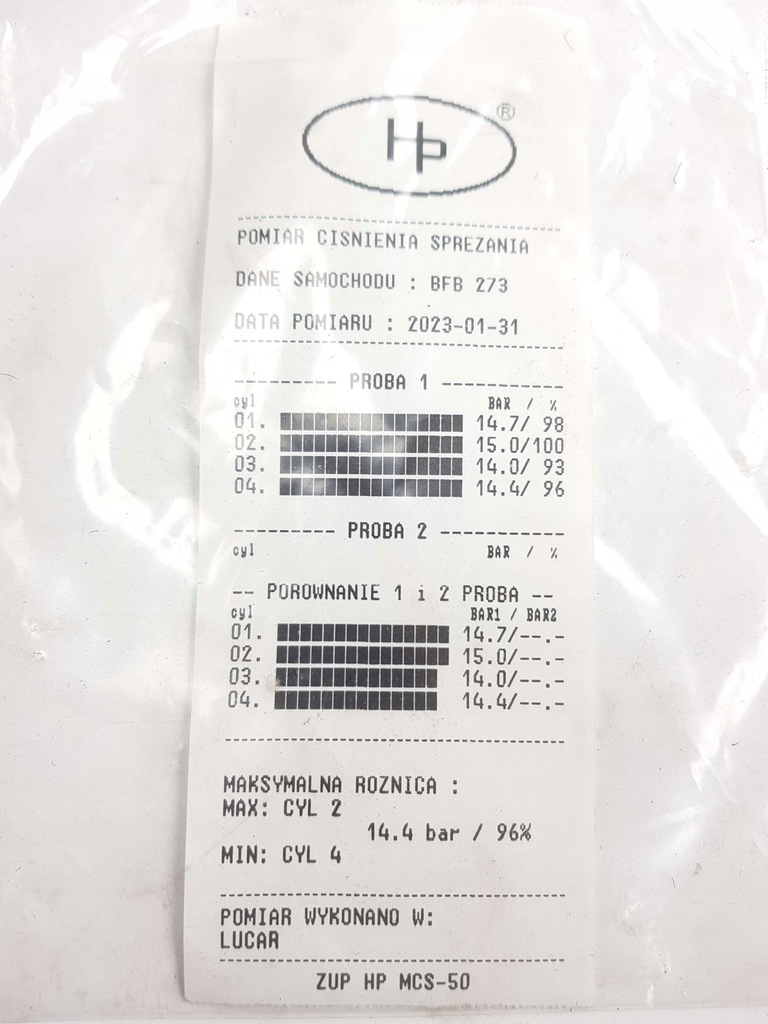 HP ®
POMIAR CISNIENIA SPREZANIA
DANE SAMOCHODU : BFB 273
DATA POMIARU : 2023-01-31
--------- PROBA 1 -----------
cyl BAR / %
01. 14.7/ 98
02. 15.0/100
03. 14.0/ 93
04. 14.4/ 96
--------- PROBA 2 -----------
cyl BAR / %
-- POROWNANIE 1 i 2 PROBA --
cyl BAR1 / BAR2
01. 14.7/--.-
02. 15.0/--.-
03. 14.0/--.-
04. 14.4/--.-
MAKSYMALNA ROZNICA :
MAX: CYL 2
14.4 bar / 96%
MIN: CYL 4
POMIAR WYKONANO W:
LUCAR
ZUP HP MCS-50